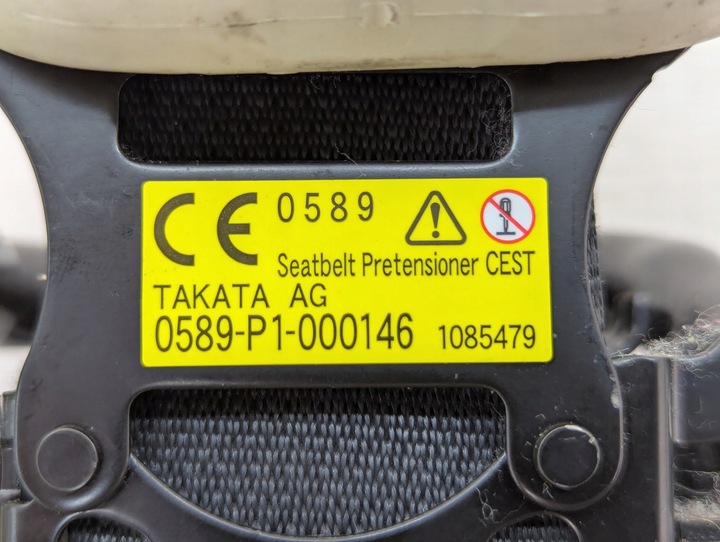 CE 0589
Seatbelt Pretensioner CEST
TAKATA AG
0589-P1-000146 1085479